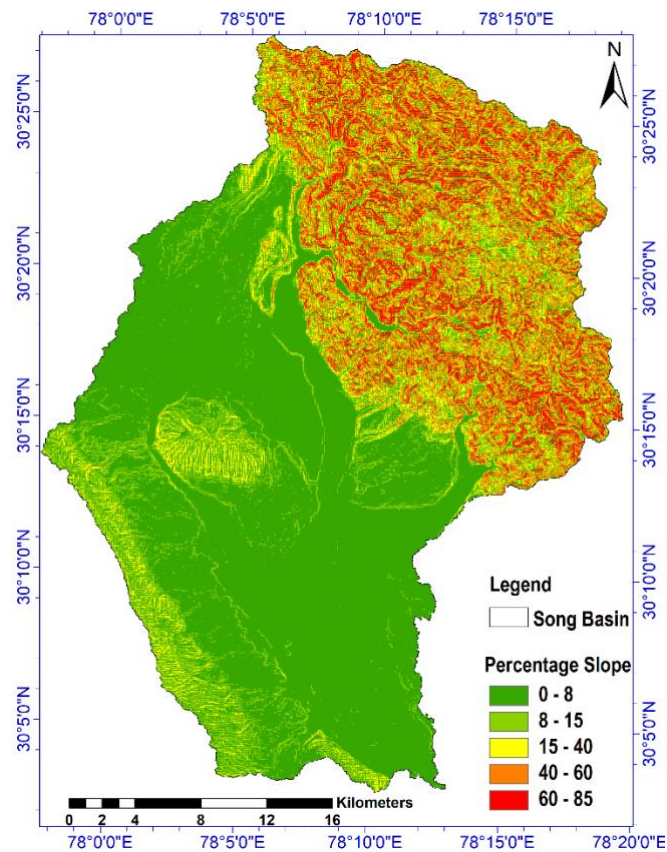 78°0'0"E 78°5'0"E 78°10'0"E 78°15'0"E
N
30°25'0"N
30°20'0"N
30°15'0"N
30°10'0"N
30°5'0"N
30°25'0"N
30°20'0"N
30°15'0"N
30°10'0"N
30°5'0"N
Legend
Song Basin
Percentage Slope
0 - 8
8 - 15
15 - 40
40 - 60
60 - 85
Kilometers
0 2 4 8 12 16
78°0'0"E 78°5'0"E 78°10'0"E 78°15'0"E 78°20'0"E